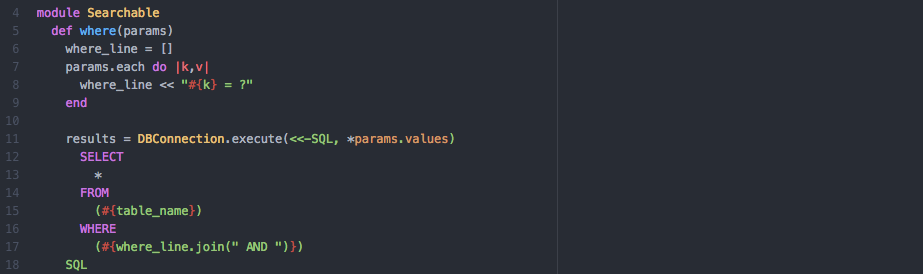 4 module Searchable
5   def where(params)
6     where_line = []
7     params.each do |k,v|
8       where_line << "#{k} = ?"
9     end
10
11     results = DBConnection.execute(<<-SQL, *params.values)
12       SELECT
13         *
14       FROM
15         (#{table_name})
16       WHERE
17         (#{where_line.join(" AND ")})
18     SQL